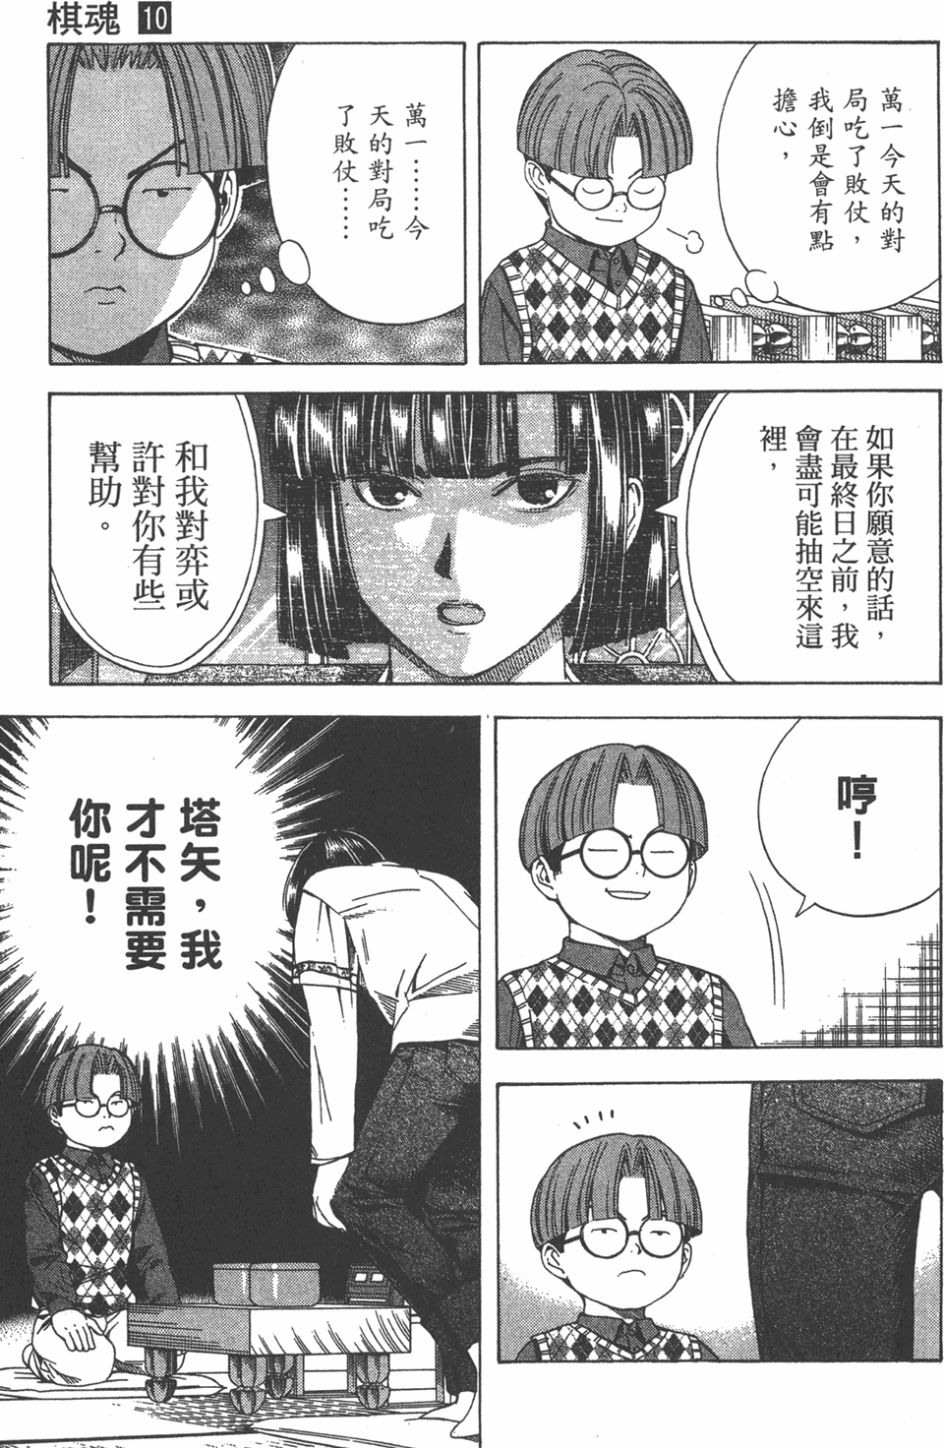 棋魂 10
萬一今天的對
局吃了敗仗，
我倒是會有點
擔心，
萬一……今
天的對局吃
了敗仗……
如果你願意的話，
在最終日之前，我
會盡可能抽空來這
裡，
和我對弈或
許對你有些
幫助。
哼！
塔矢，我
才不需要
你呢！